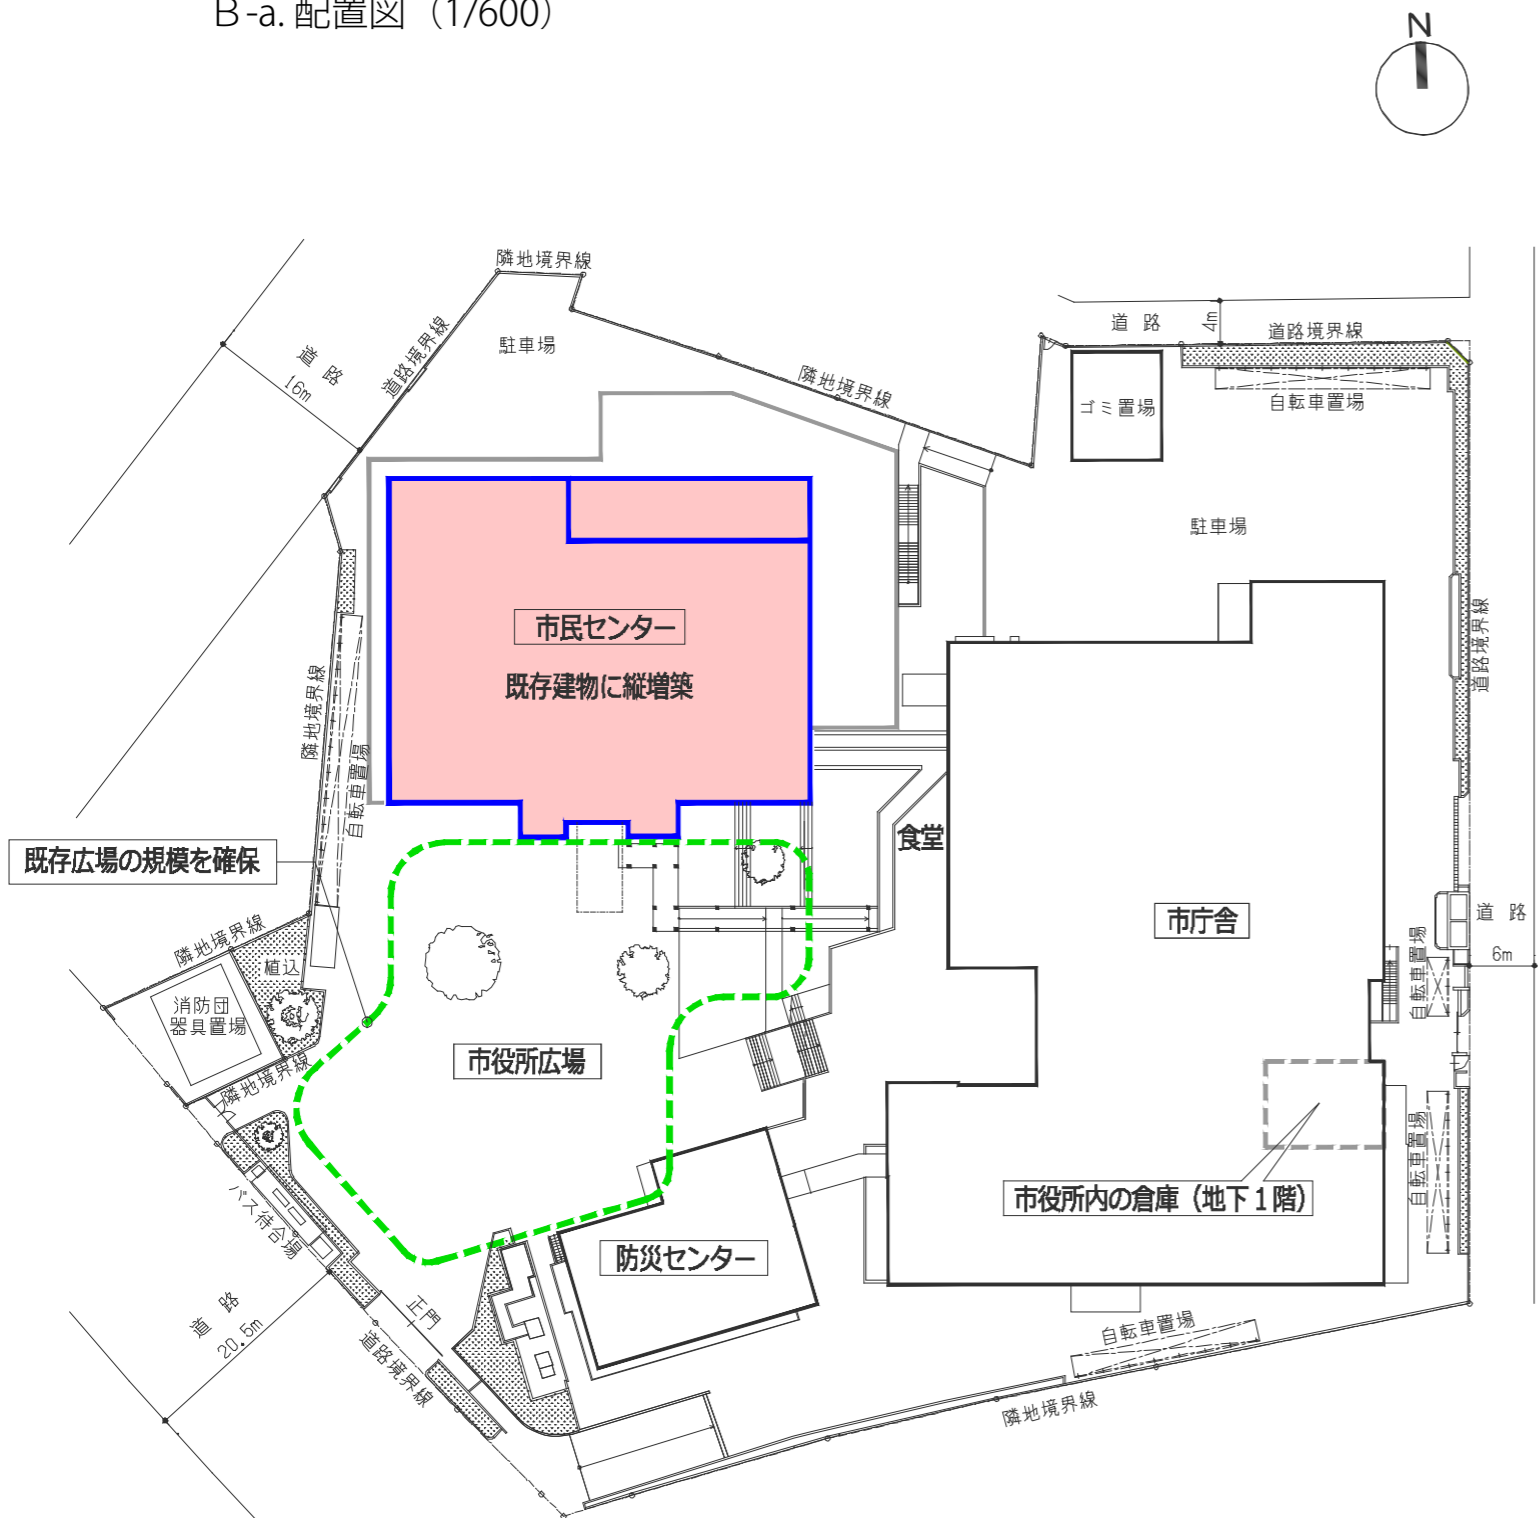 B-a. 配置図（1/600）
N
隣地境界線
道路
16m
道路境界線
駐車場
隣地境界線
道路
4m
道路境界線
ゴミ置場
自転車置場
駐車場
市民センター
既存建物に縦増築
道路境界線
隣地境界線
自転車置場
既存広場の規模を確保
食堂
市庁舎
道路
6m
自転車置場
隣地境界線
植込
消防団
器具置場
隣地境界線
市役所広場
自転車置場
市役所内の倉庫（地下1階）
バス待合場
防災センター
道路
20.5m
正門
道路境界線
自転車置場
隣地境界線